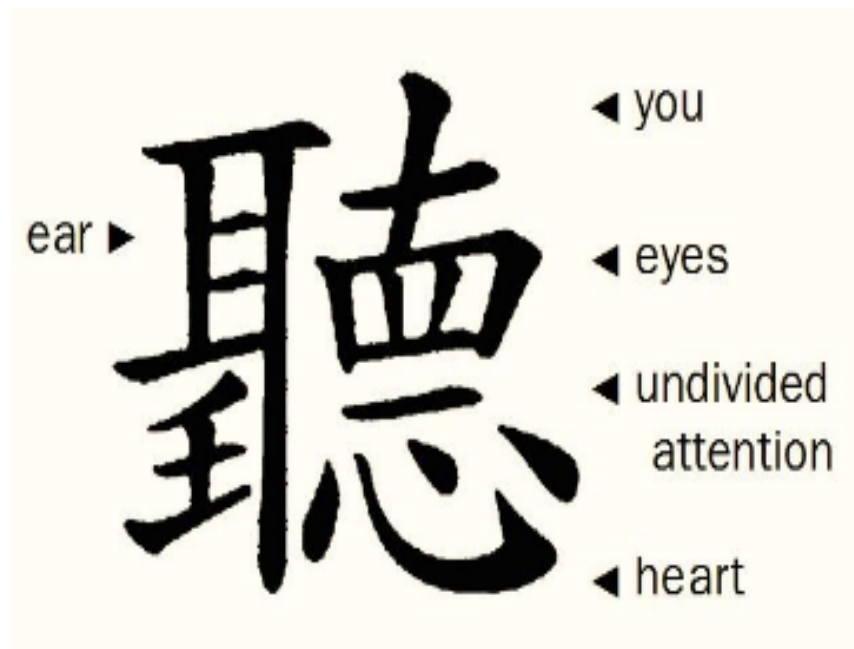 聽
ear
you
eyes
undivided
attention
heart